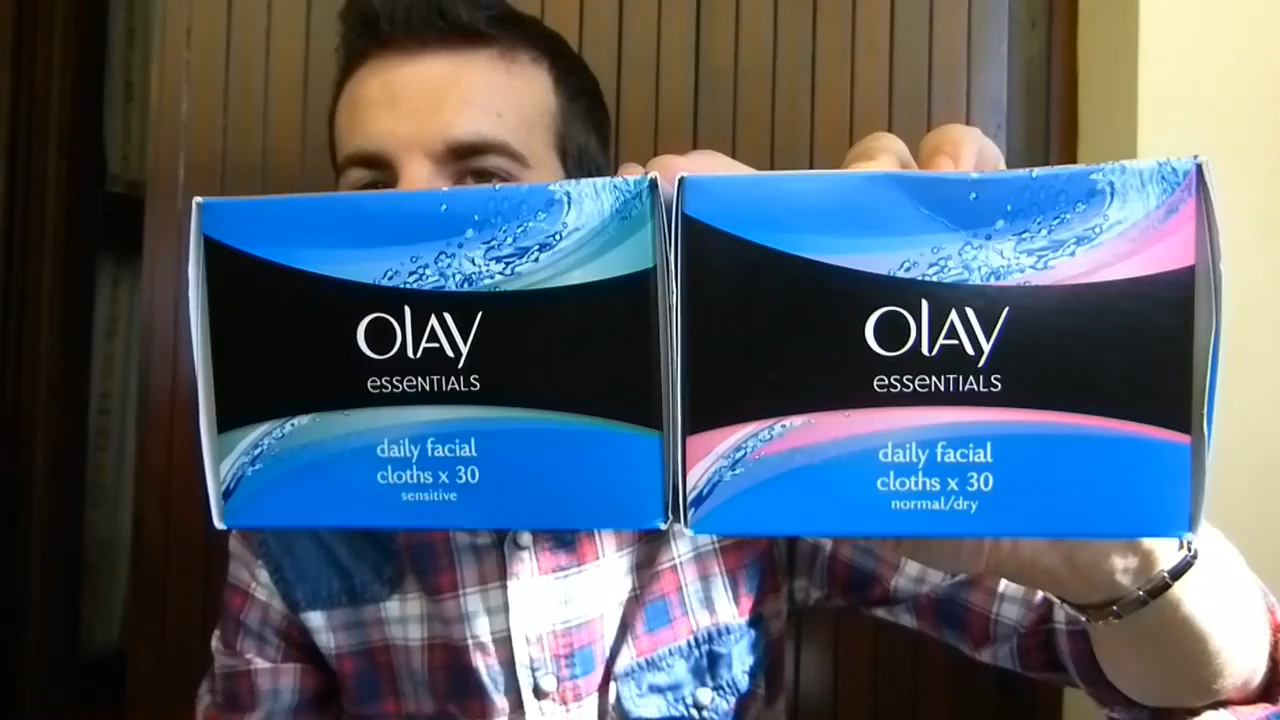 OLAY
ESSENTIALS
daily facial
cloths x 30
sensitive
OLAY
ESSENTIALS
daily facial
cloths x 30
normal/dry